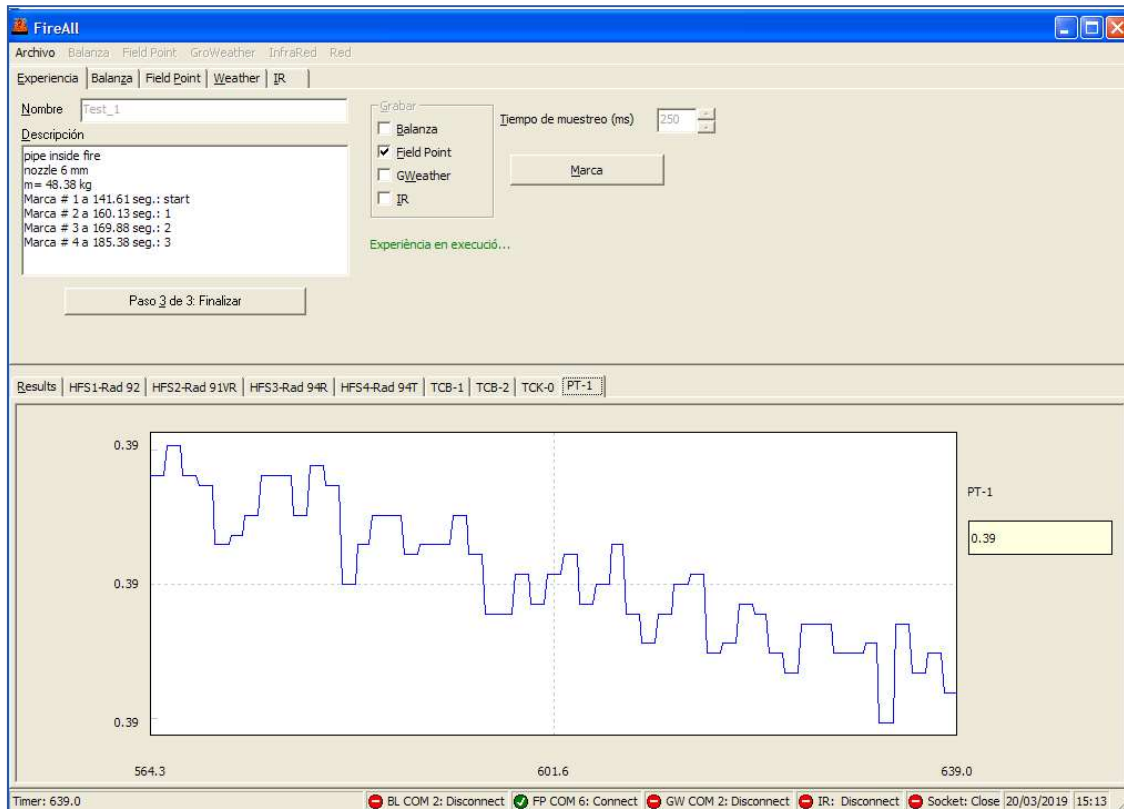 FireAll
Archivo Balanza Field Point GroWeather InfraRed Red
Experiencia Balanza Field Point Weather IR
Nombre Test_1
Descripción
pipe inside fire
nozzle 6 mm
m= 48.38 kg
Marca # 1 a 141.61 seg.: start
Marca # 2 a 160.13 seg.: 1
Marca # 3 a 169.88 seg.: 2
Marca # 4 a 185.38 seg.: 3
Paso 3 de 3: Finalizar
Grabar
Balanza
Field Point
GWeather
IR
Tiempo de muestreo (ms) 250
Marca
Experiència en execució...
Results HFS1-Rad 92 HFS2-Rad 91VR HFS3-Rad 94R HFS4-Rad 94T TCB-1 TCB-2 TCK-0 PT-1
0.39
0.39
0.39
564.3 601.6 639.0
PT-1
0.39
Timer: 639.0 BL COM 2: Disconnect FP COM 6: Connect GW COM 2: Disconnect IR: Disconnect Socket: Close 20/03/2019 15:13